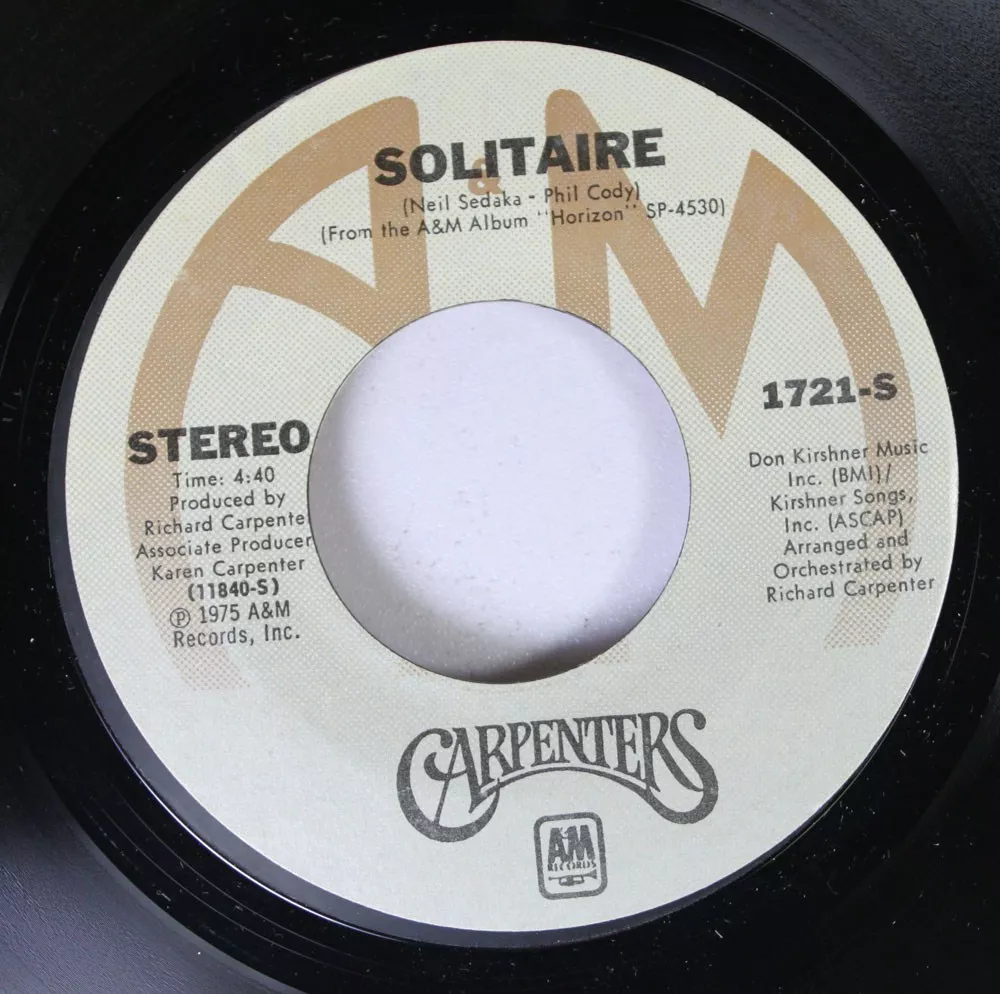 SOLITAIRE
&
(Neil Sedaka - Phil Cody)
(From the A&M Album "Horizon" SP-4530)
STEREO
Time: 4:40
Produced by
Richard Carpenter
Associate Producer
Karen Carpenter
(11840-S)
℗ 1975 A&M
Records, Inc.
1721-S
Don Kirshner Music
Inc. (BMI)/
Kirshner Songs,
Inc. (ASCAP)
Arranged and
Orchestrated by
Richard Carpenter
CARPENTERS
A&M
RECORDS